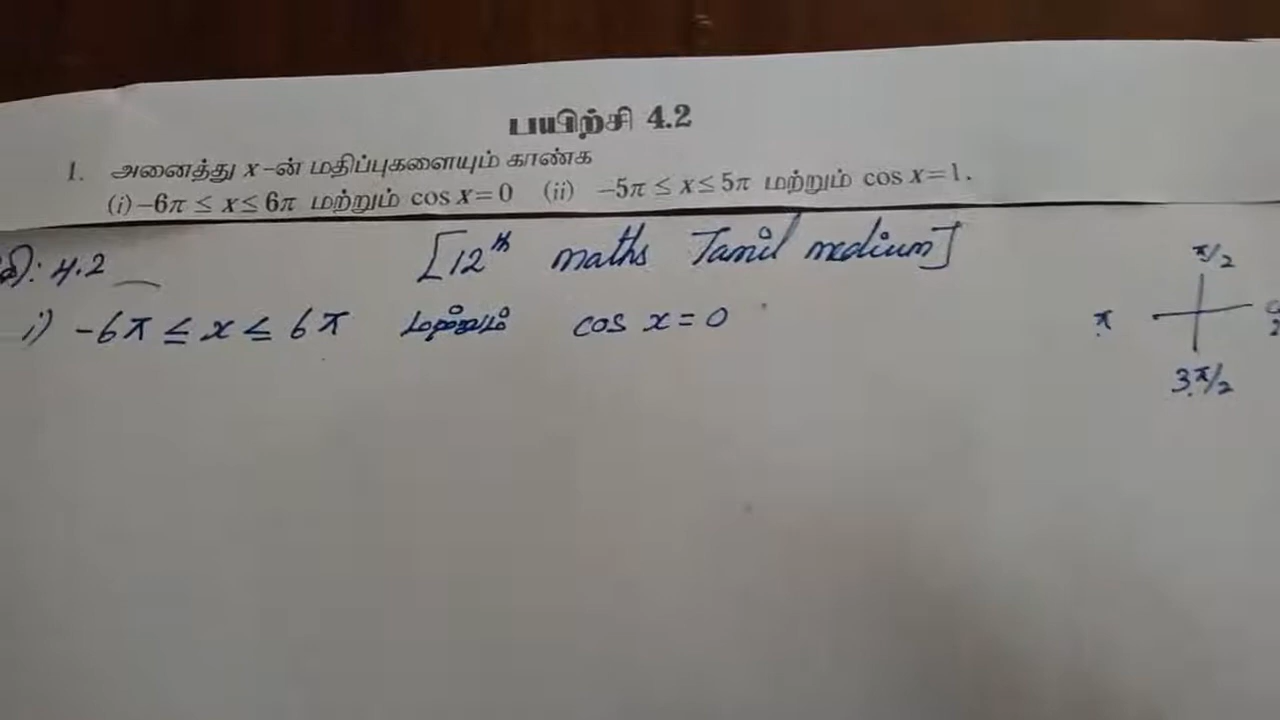 பயிற்சி 4.2
1. அனைத்து x-ன் மதிப்புகளையும் காண்க
(i) -6π ≤ x ≤ 6π மற்றும் cos x = 0 (ii) -5π ≤ x ≤ 5π மற்றும் cos x = 1.
[12th maths Tamil medium]
: 4.2
i) -6π ≤ x ≤ 6π மற்றும் cos x = 0
π/2
π
3π/2